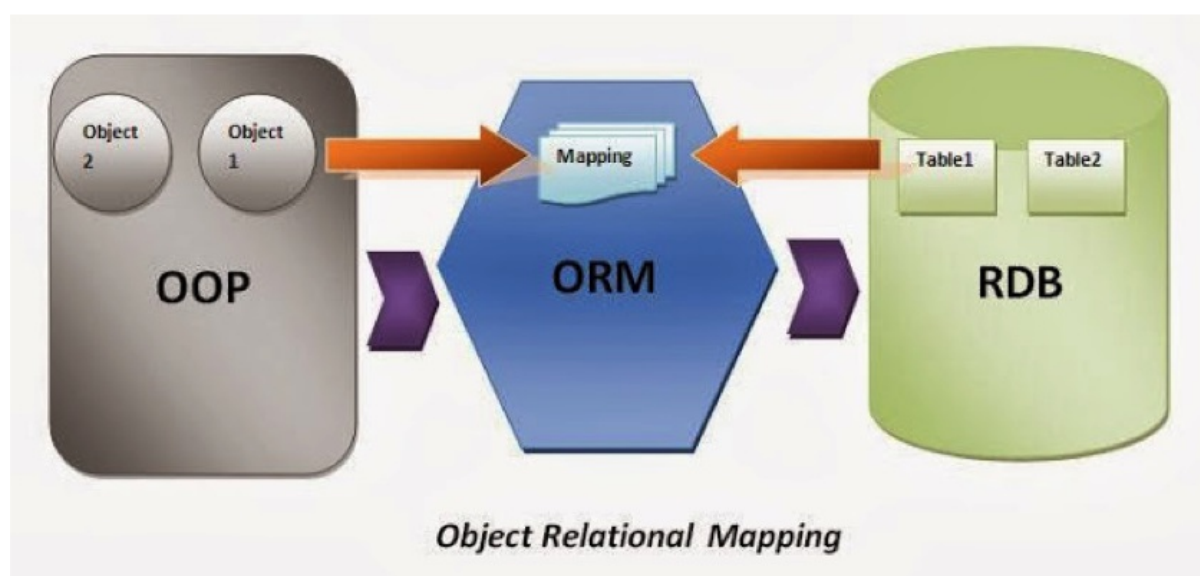 Object
2
Object
1
Mapping
Table1
Table2
OOP
ORM
RDB
Object Relational Mapping